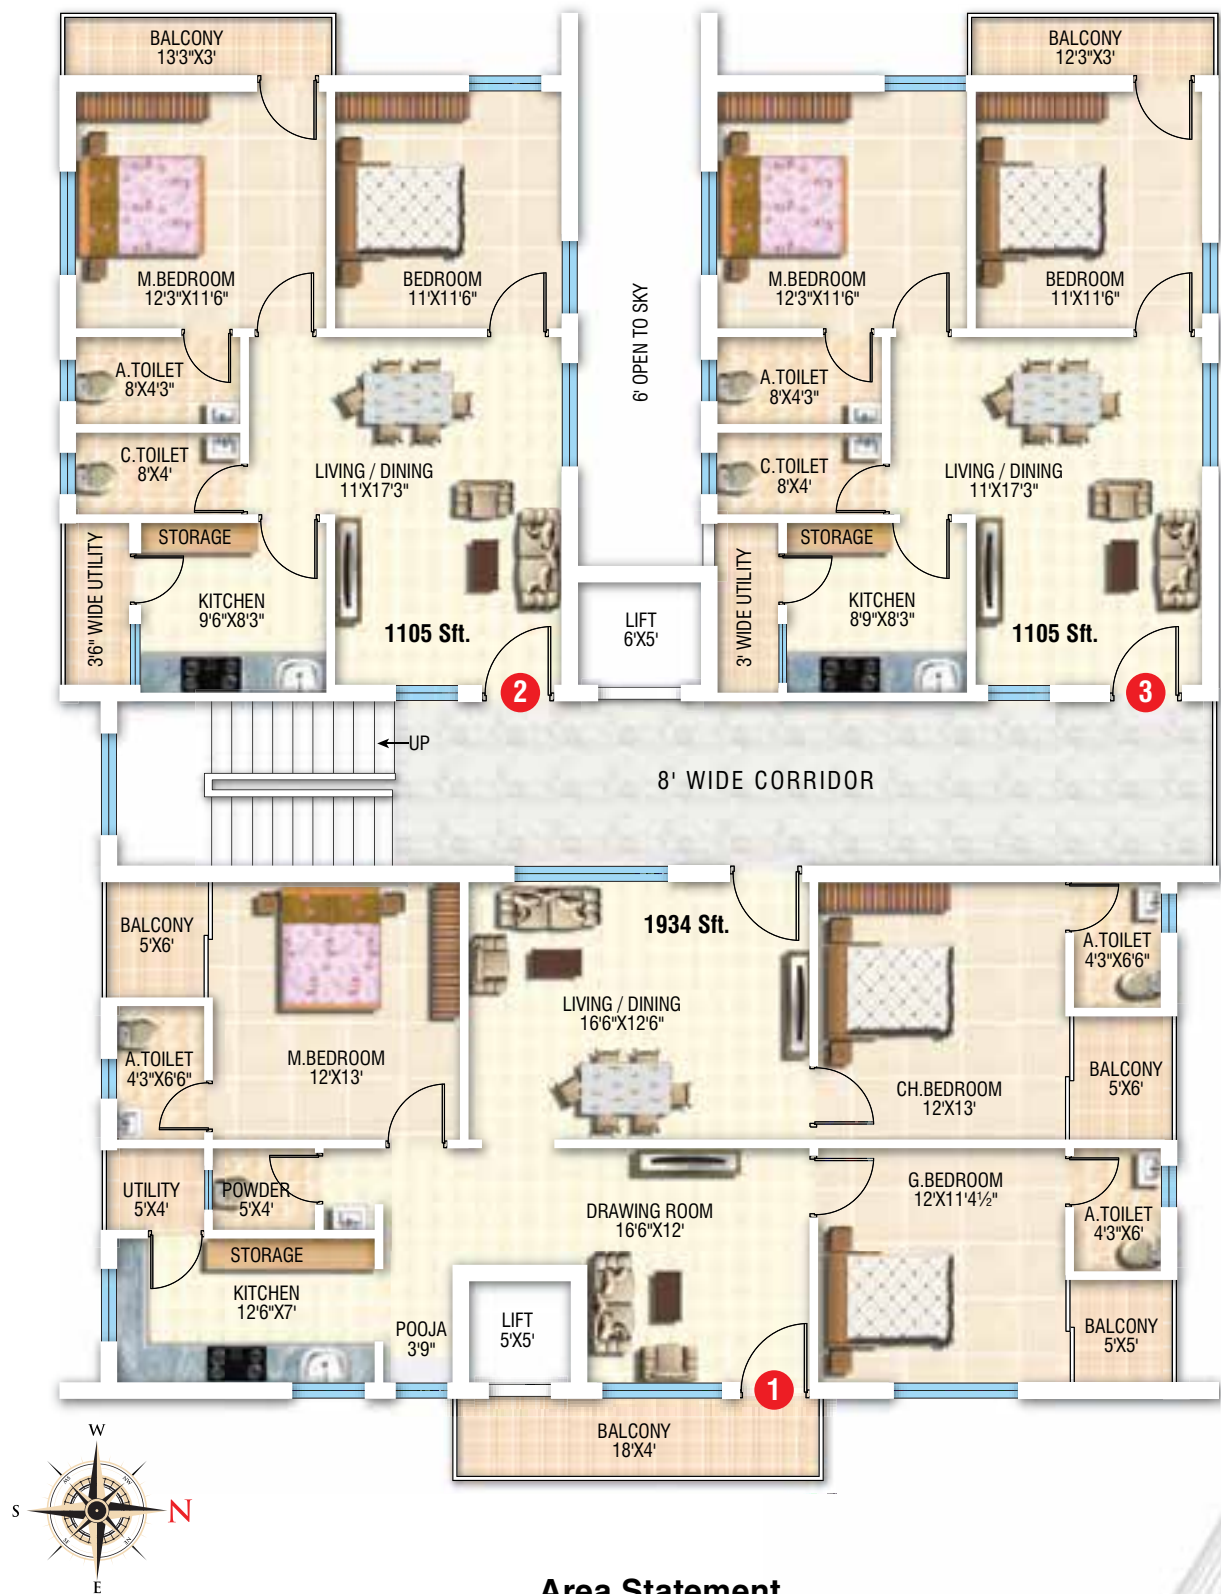 BALCONY
13'3"X3'
BALCONY
12'3"X3'
M.BEDROOM
12'3"X11'6"
BEDROOM
11'X11'6"
6' OPEN TO SKY
M.BEDROOM
12'3"X11'6"
BEDROOM
11'X11'6"
A.TOILET
8'X4'3"
C.TOILET
8'X4'
LIVING / DINING
11'X17'3"
A.TOILET
8'X4'3"
C.TOILET
8'X4'
LIVING / DINING
11'X17'3"
3'6" WIDE UTILITY
STORAGE
KITCHEN
9'6"X8'3"
1105 Sft.
2
LIFT
6'X5'
3' WIDE UTILITY
STORAGE
KITCHEN
8'9"X8'3"
1105 Sft.
3
UP
8' WIDE CORRIDOR
BALCONY
5'X6'
1934 Sft.
A.TOILET
4'3"X6'6"
LIVING / DINING
16'6"X12'6"
A.TOILET
4'3"X6'6"
M.BEDROOM
12'X13'
CH.BEDROOM
12'X13'
BALCONY
5'X6'
UTILITY
5'X4'
POWDER
5'X4'
DRAWING ROOM
16'6"X12'
G.BEDROOM
12'X11'4½"
A.TOILET
4'3"X6'
STORAGE
KITCHEN
12'6"X7'
POOJA
3'9"
LIFT
5'X5'
BALCONY
5'X5'
1
BALCONY
18'X4'
W
S
N
E
Area Statement